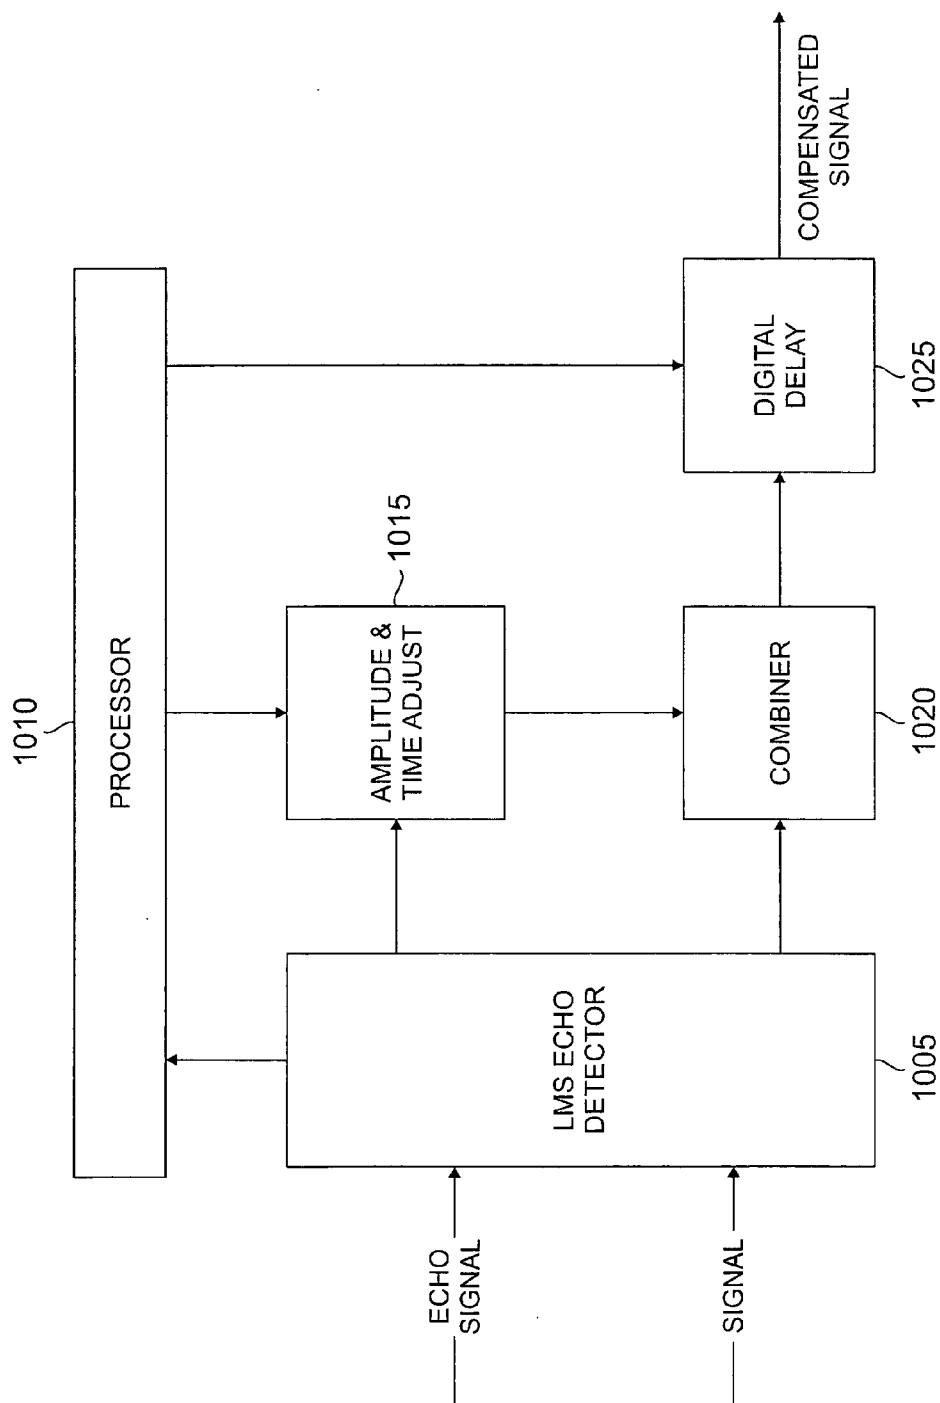 1010
PROCESSOR
1015
AMPLITUDE &
TIME ADJUST
ECHO
SIGNAL
SIGNAL
LMS ECHO
DETECTOR
1005
COMBINER
1020
DIGITAL
DELAY
1025
COMPENSATED
SIGNAL